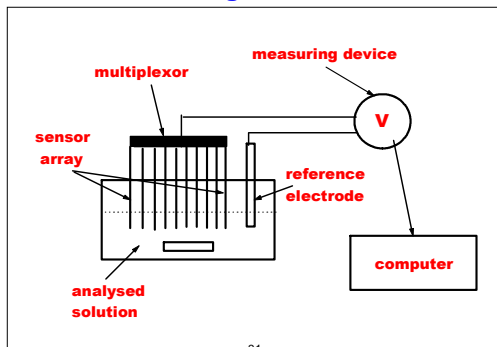 measuring device
multiplexor
V
sensor
array
reference
electrode
computer
analysed
solution